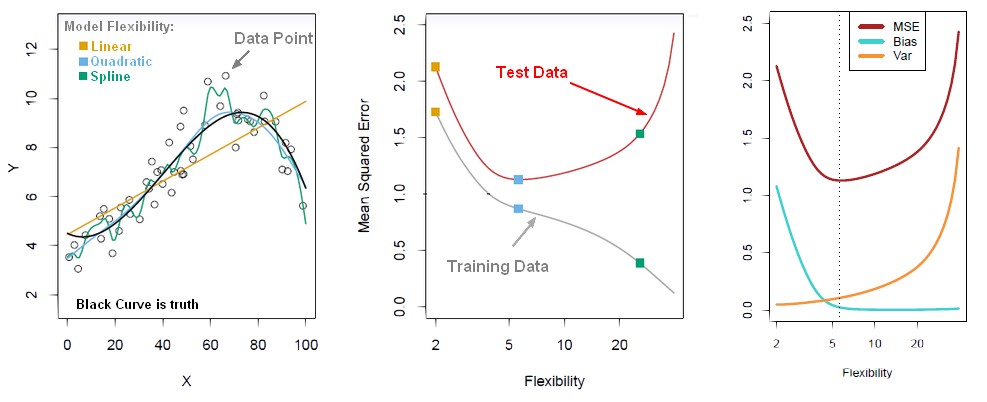 Model Flexibility:
Linear
Quadratic
Spline
Data Point
Black Curve is truth
Y
12
10
8
6
4
2
0 20 40 60 80 100
X
Mean Squared Error
2.5
2.0
1.5
1.0
0.5
0.0
Test Data
Training Data
2 5 10 20
Flexibility
MSE
Bias
Var
2.5
2.0
1.5
1.0
0.5
0.0
2 5 10 20
Flexibility